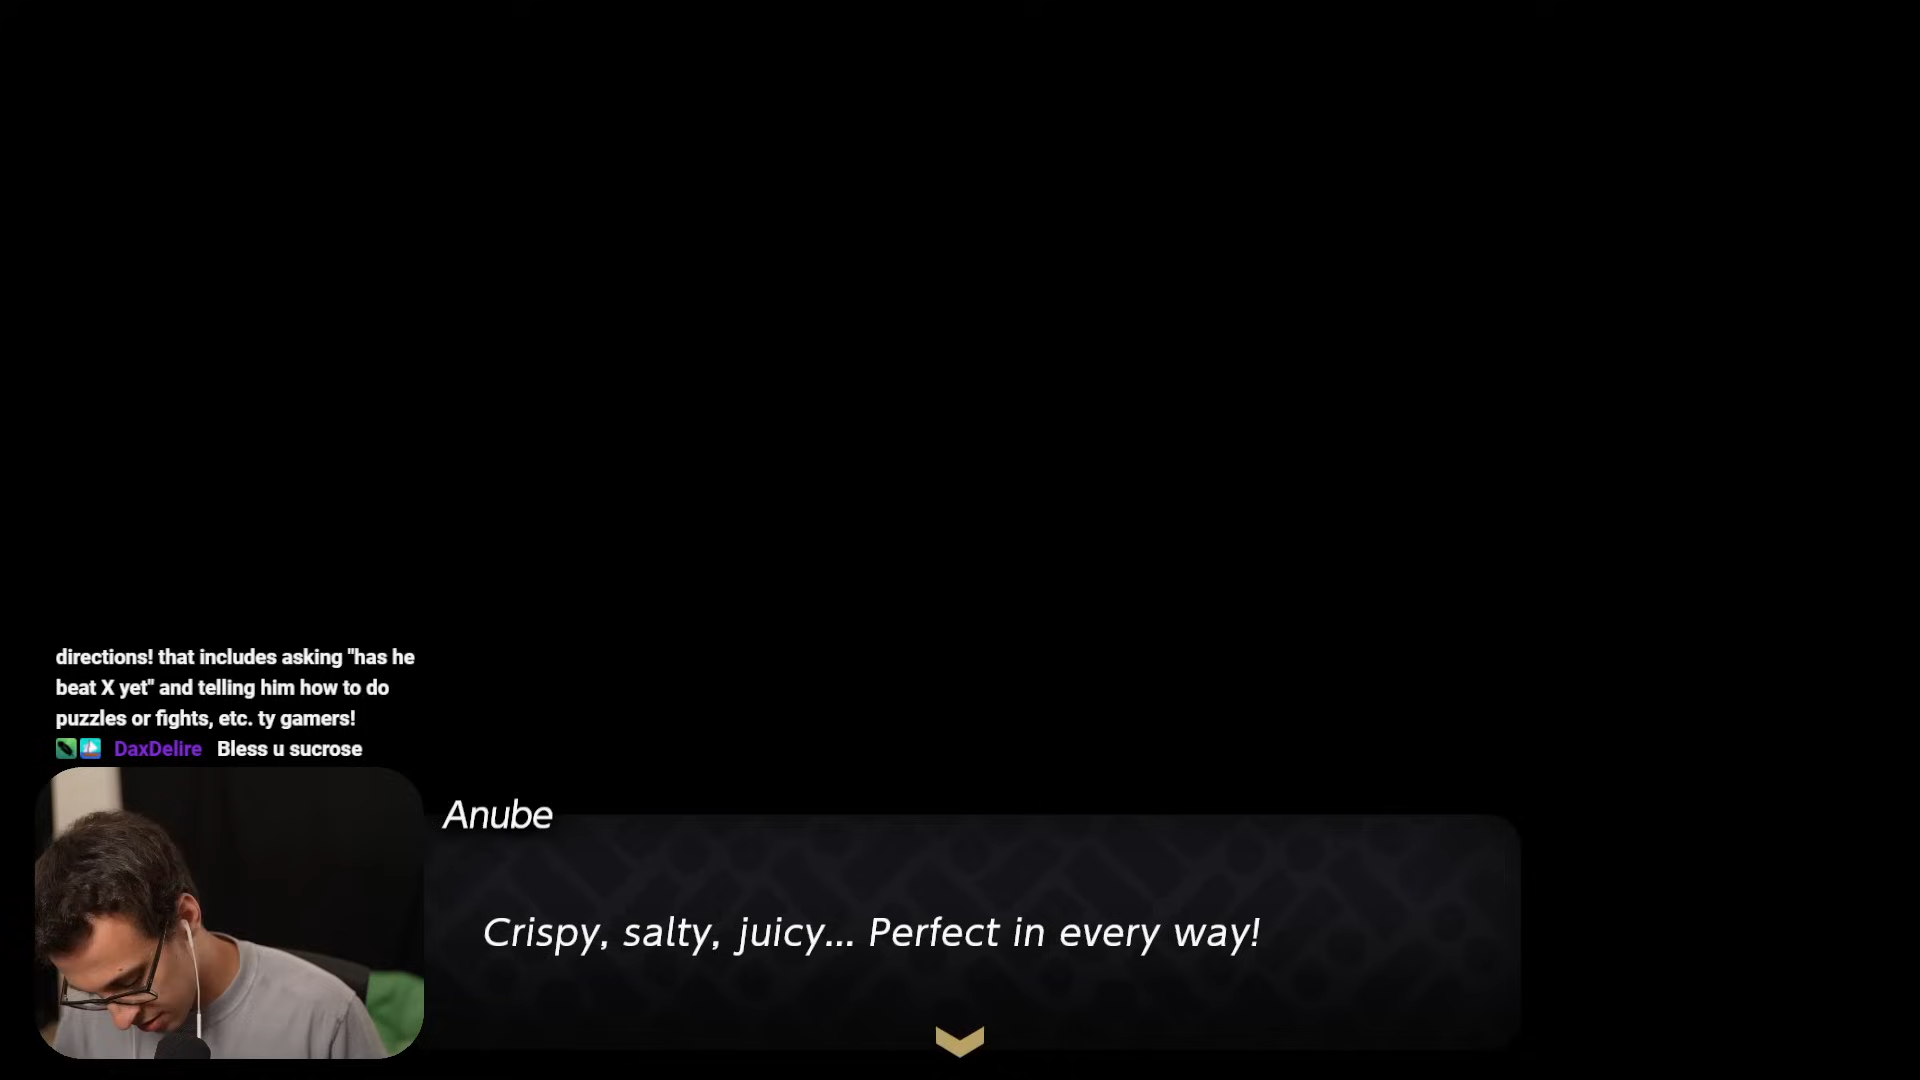 directions! that includes asking "has he
beat X yet" and telling him how to do
puzzles or fights, etc. ty gamers!
DaxDelire Bless u sucrose
Anube
Crispy, salty, juicy... Perfect in every way!